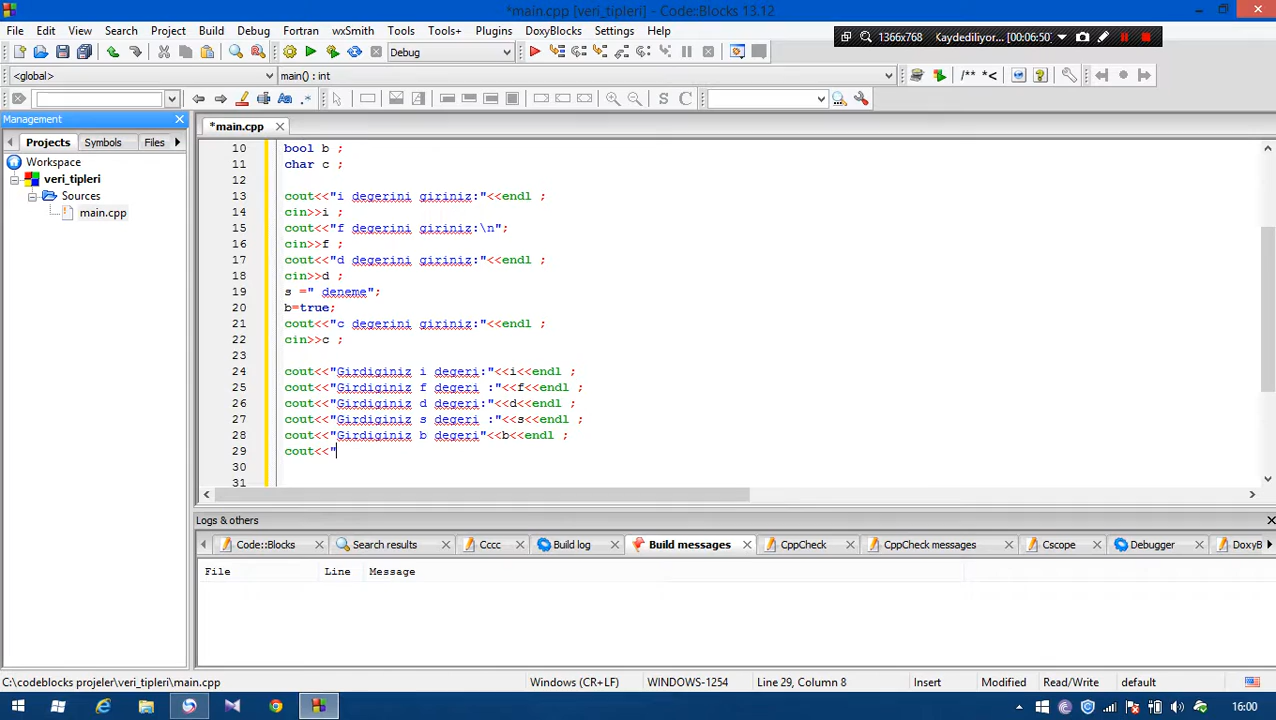 *main.cpp [veri_tipleri] - Code::Blocks 13.12
File Edit View Search Project Build Debug Fortran wxSmith Tools Tools+ Plugins DoxyBlocks Settings Help
1366x768 Kaydediliyor... [00:06:50]
Debug
<global> main() : int
/** *<
S C
Management
*main.cpp
Projects Symbols Files
Workspace
veri_tipleri
Sources
main.cpp
10 bool b ;
11 char c ;
12
13 cout<<"i degerini giriniz:"<<endl ;
14 cin>>i ;
15 cout<<"f degerini giriniz:\n";
16 cin>>f ;
17 cout<<"d degerini giriniz:"<<endl ;
18 cin>>d ;
19 s =" deneme";
20 b=true;
21 cout<<"c degerini giriniz:"<<endl ;
22 cin>>c ;
23
24 cout<<"Girdiginiz i degeri:"<<i<<endl ;
25 cout<<"Girdiginiz f degeri :"<<f<<endl ;
26 cout<<"Girdiginiz d degeri:"<<d<<endl ;
27 cout<<"Girdiginiz s degeri :"<<s<<endl ;
28 cout<<"Girdiginiz b degeri"<<b<<endl ;
29 cout<<"
30
31
Logs & others
Code::Blocks Search results Cccc Build log Build messages CppCheck CppCheck messages Cscope Debugger DoxyB
File Line Message
C:\codeblocks projeler\veri_tipleri\main.cpp Windows (CR+LF) WINDOWS-1254 Line 29, Column 8 Insert Modified Read/Write default
16:00